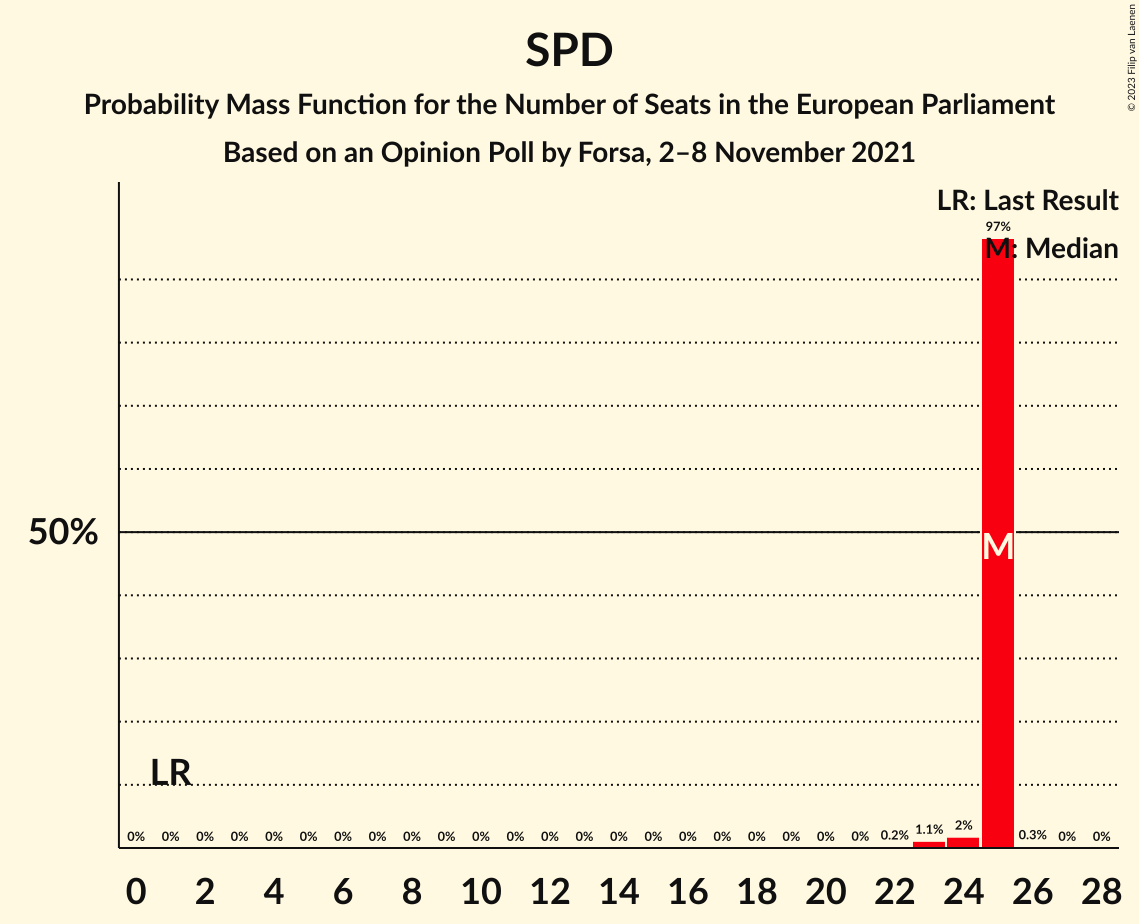 © 2023 Filip van Laenen
SPD
Probability Mass Function for the Number of Seats in the European Parliament
Based on an Opinion Poll by Forsa, 2–8 November 2021
LR: Last Result
97%
M: Median
50%
M
LR
0% 0% 0% 0% 0% 0% 0% 0% 0% 0% 0% 0% 0% 0% 0% 0% 0% 0% 0% 0% 0% 0% 0.2% 1.1% 2% 0.3% 0% 0%
0 2 4 6 8 10 12 14 16 18 20 22 24 26 28